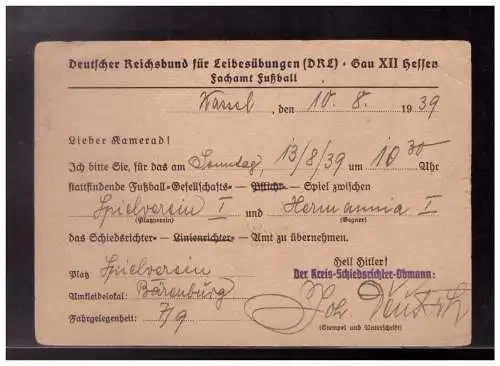 Deutscher Reichsbund für Leibesübungen (DRL) · Gau XII Hessen
Fachamt Fußball
Kassel, den 10. 8. 1939
Lieber Kamerad!
Ich bitte Sie, für das am Sonntag, 13/8/39 um 10 30 Uhr
stattfindende Fußball-Gesellschafts- Pflicht- Spiel zwischen
Spielverein I und Hermannia I
(Platzverein) (Gegner)
das Schiedsrichter- Linienrichter- Amt zu übernehmen.
Heil Hitler!
Platz Spielverein Der Kreis-Schiedsrichter-Obmann:
Umkleidelokal: Bärenburg
Fahrgelegenheit: 7/9
(Stempel und Unterschrift)